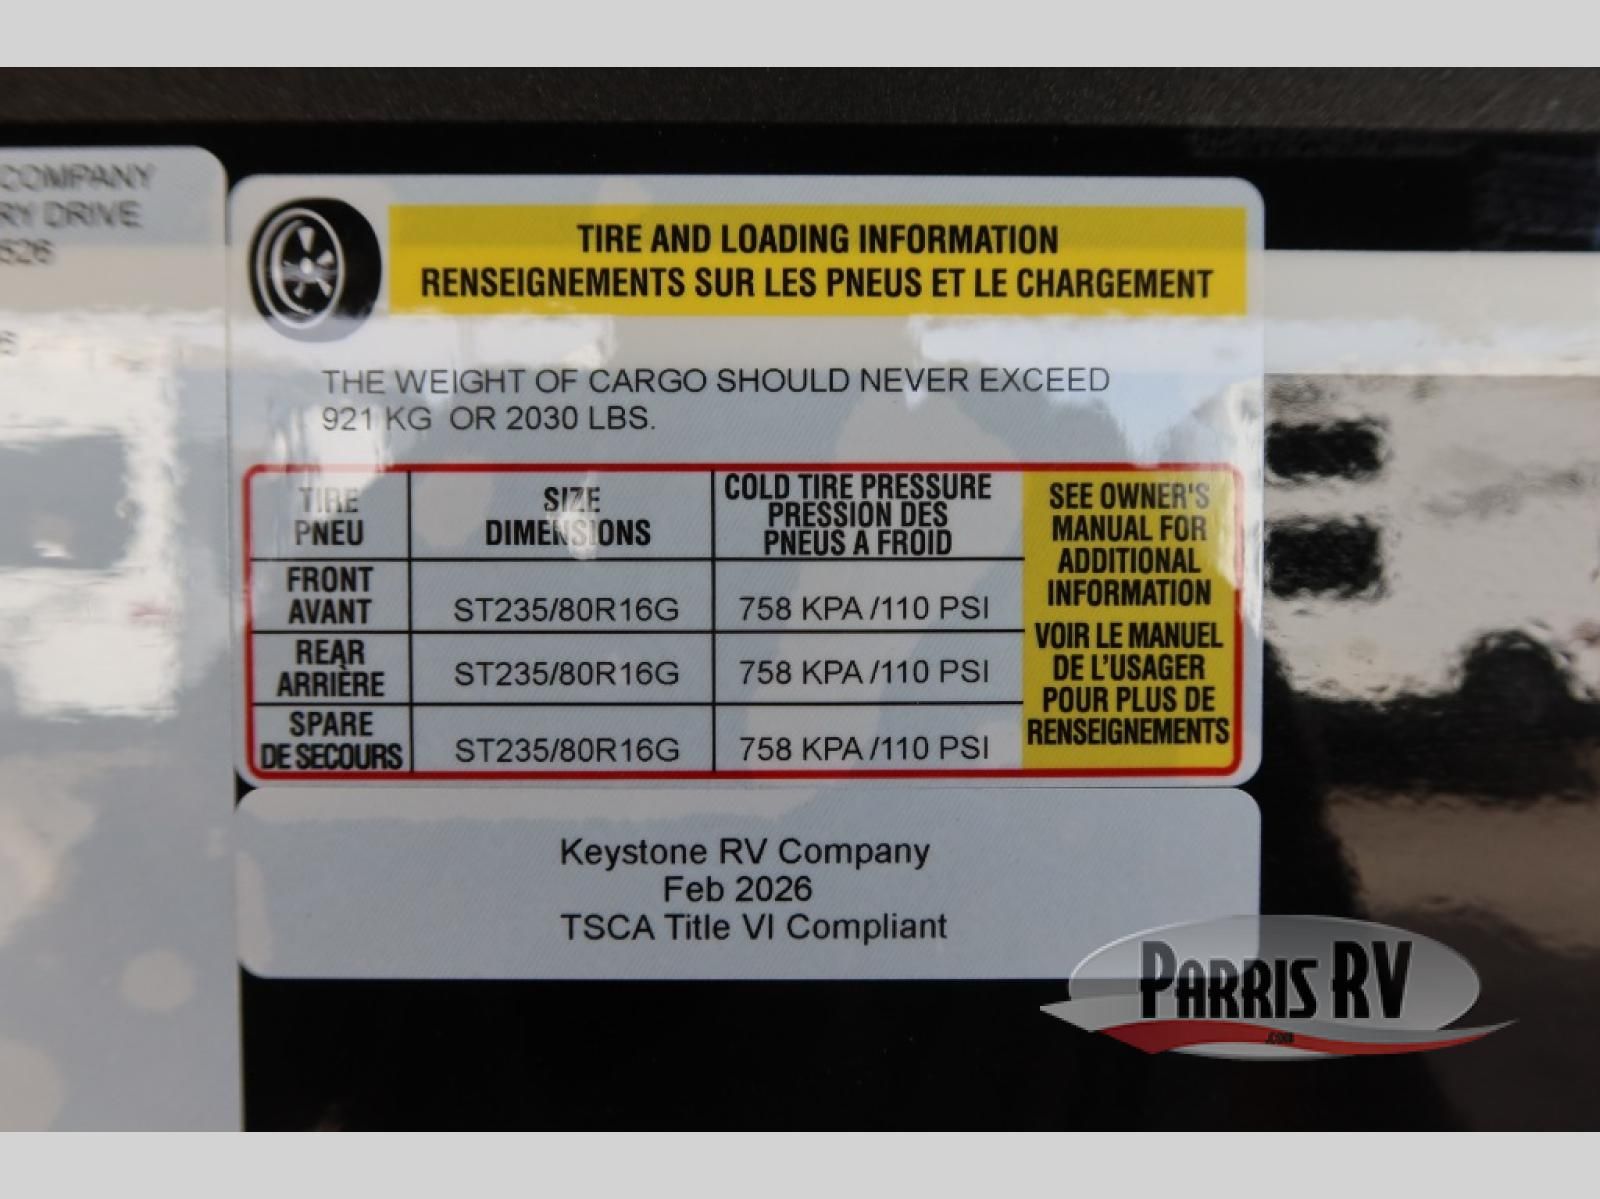 COMPANY
RY DRIVE
TIRE AND LOADING INFORMATION
RENSEIGNEMENTS SUR LES PNEUS ET LE CHARGEMENT
THE WEIGHT OF CARGO SHOULD NEVER EXCEED
921 KG OR 2030 LBS.
TIRE
PNEU
SIZE
DIMENSIONS
COLD TIRE PRESSURE
PRESSION DES
PNEUS A FROID
FRONT
AVANT
ST235/80R16G
758 KPA /110 PSI
REAR
ARRIÈRE
ST235/80R16G
758 KPA /110 PSI
SPARE
DE SECOURS
ST235/80R16G
758 KPA /110 PSI
SEE OWNER'S
MANUAL FOR
ADDITIONAL
INFORMATION
VOIR LE MANUEL
DE L'USAGER
POUR PLUS DE
RENSEIGNEMENTS
Keystone RV Company
Feb 2026
TSCA Title VI Compliant
PARRIS RV
.COM